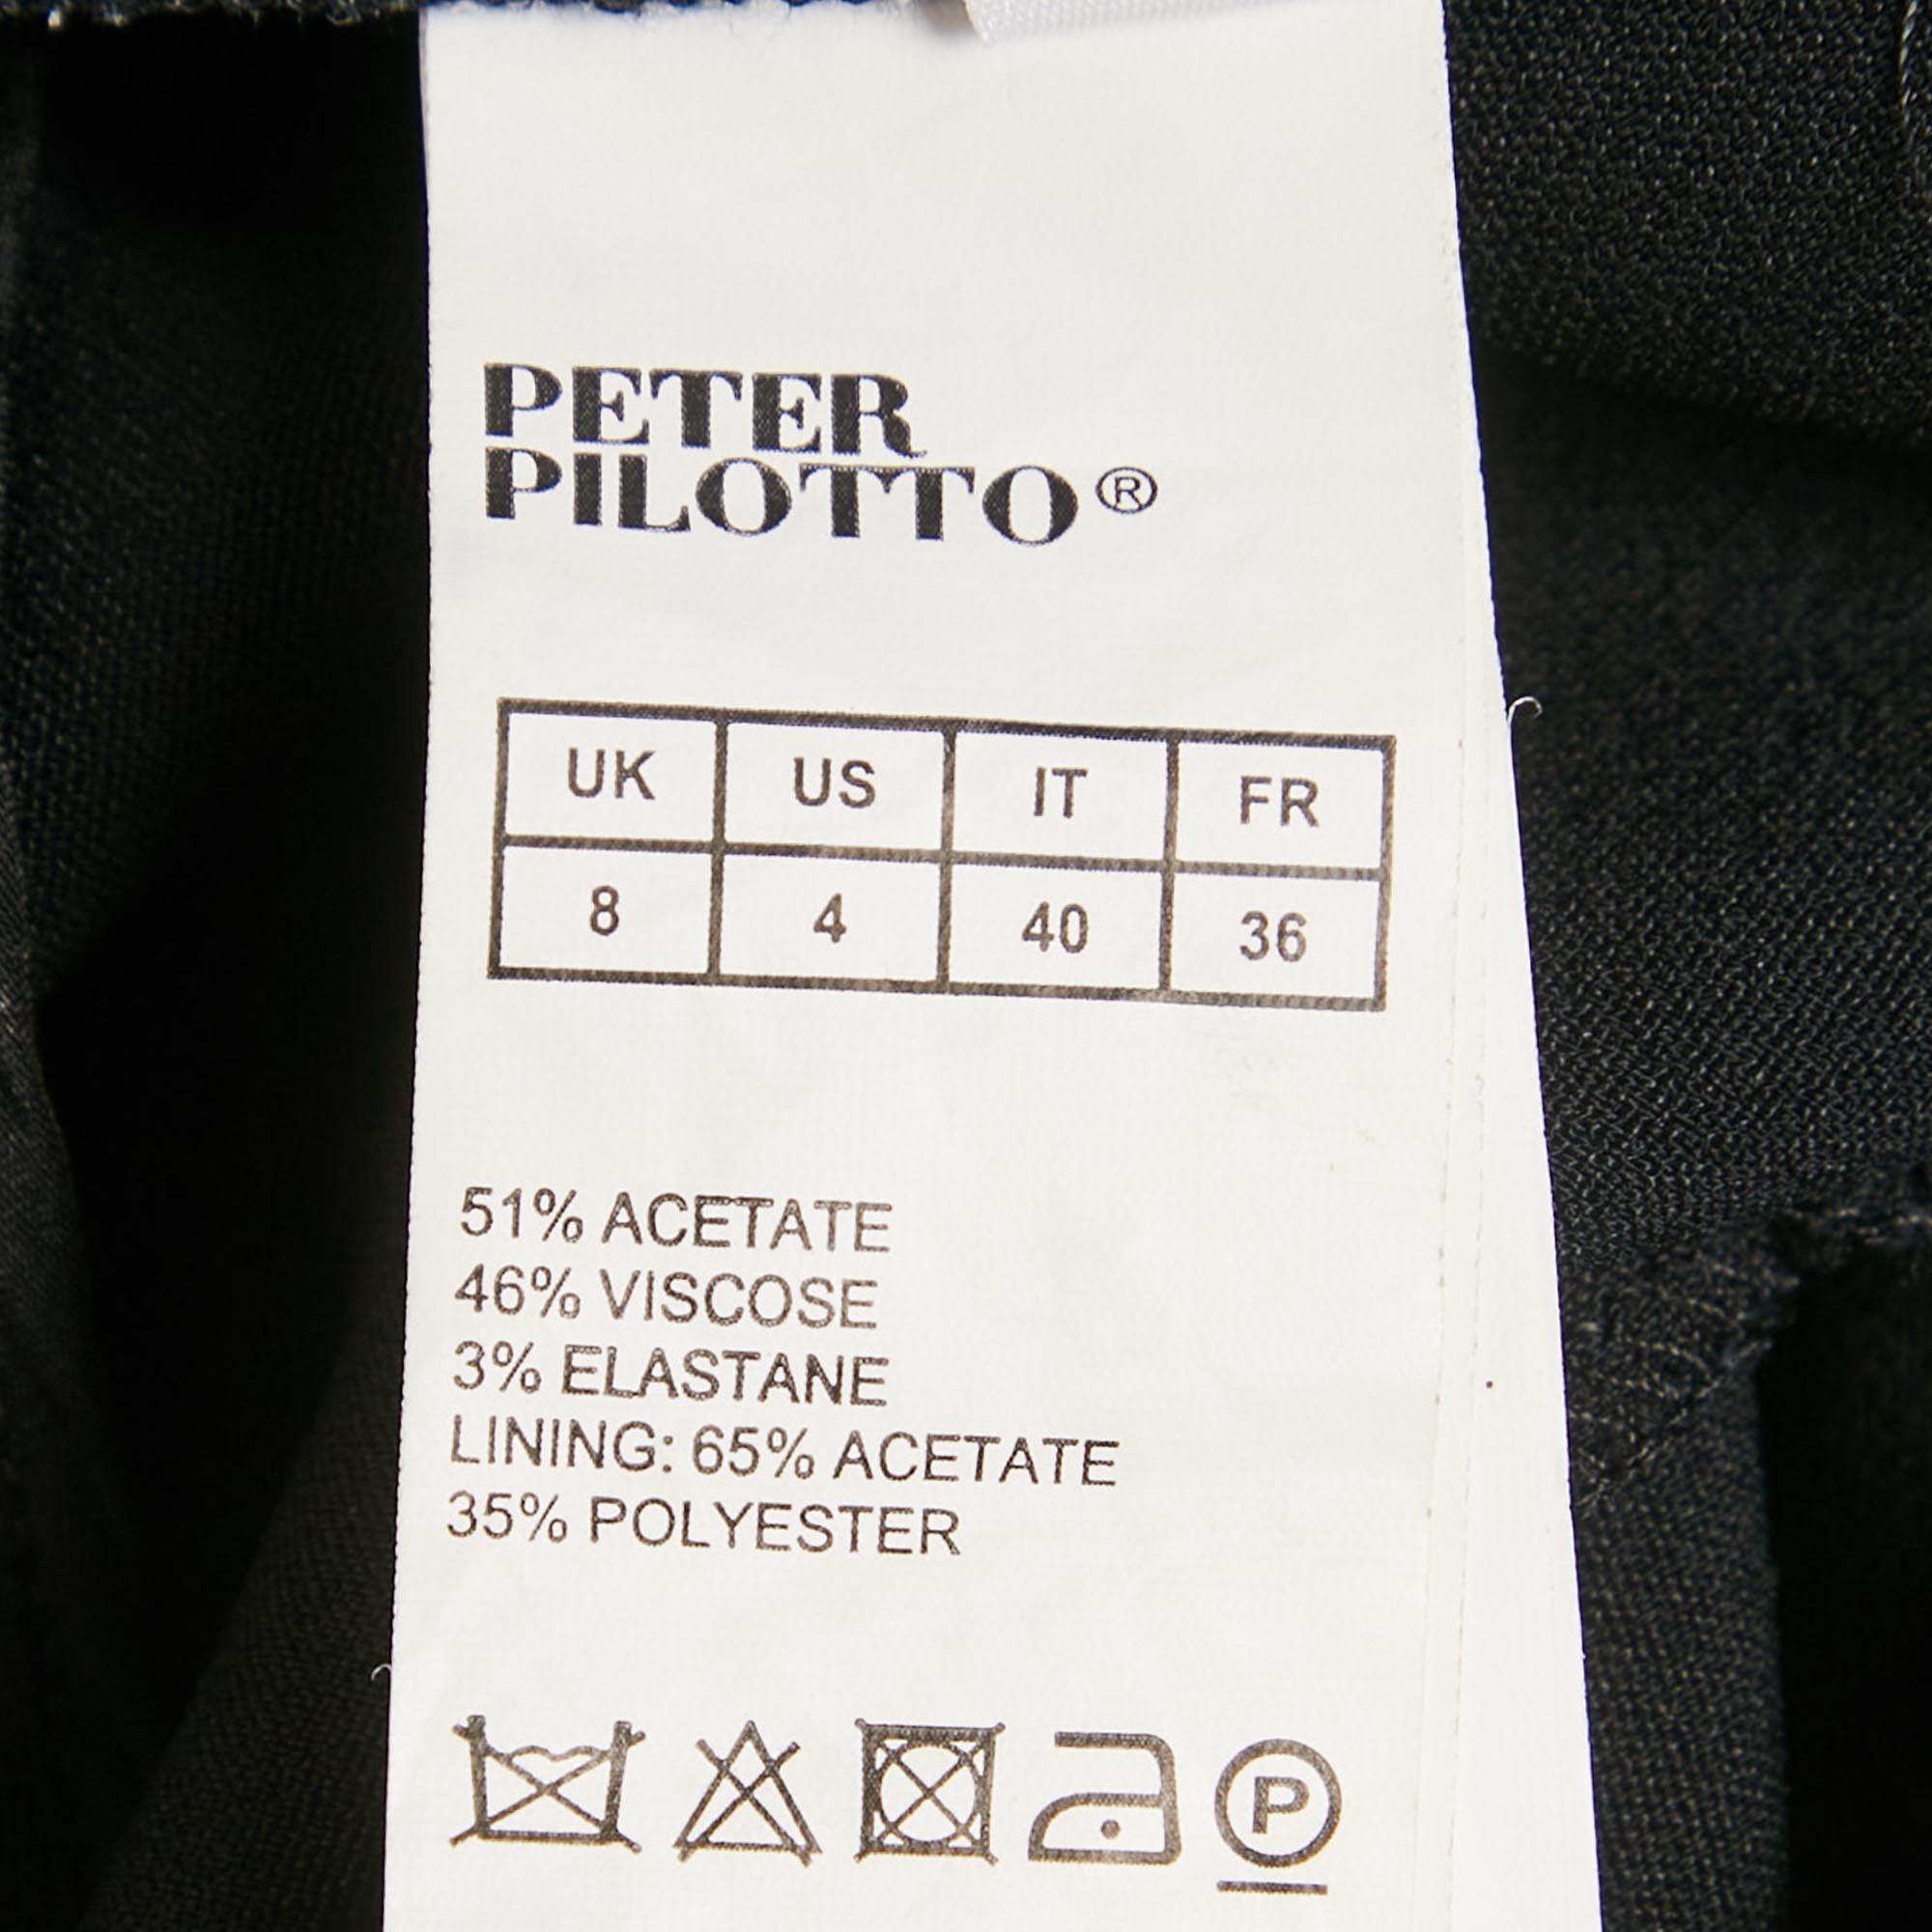 PETER
PILOTTO®
UK US IT FR
8 4 40 36
51% ACETATE
46% VISCOSE
3% ELASTANE
LINING: 65% ACETATE
35% POLYESTER
P